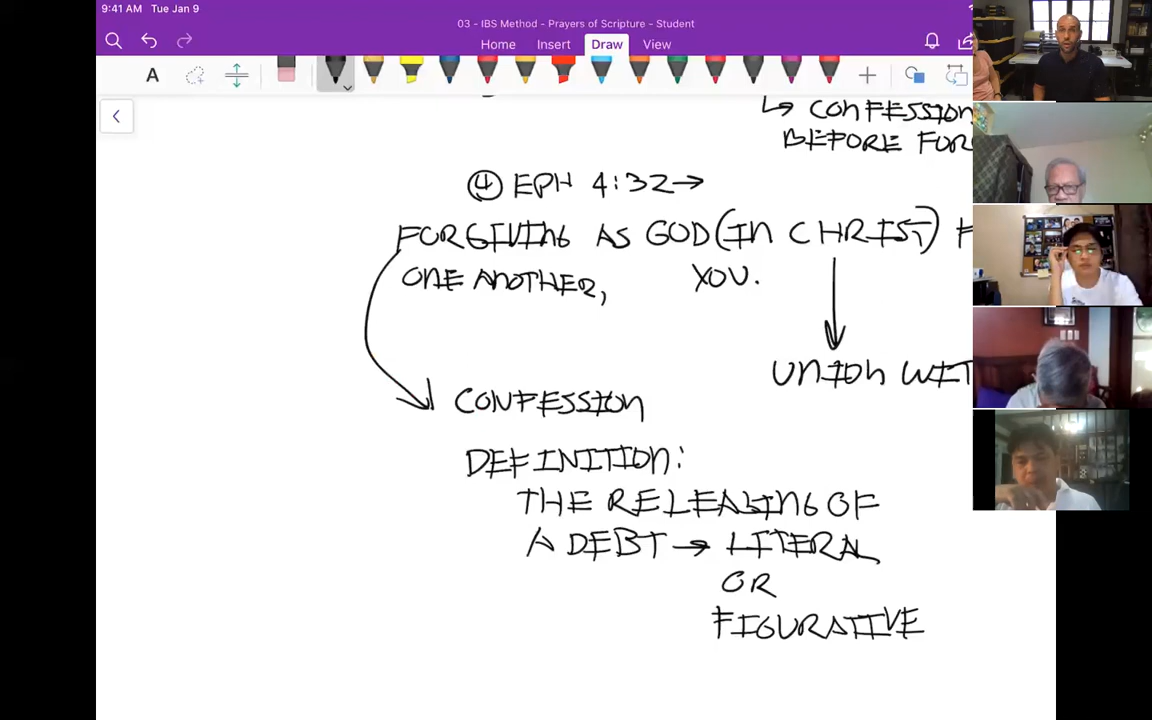 9:41 AM Tue Jan 9
03 - IBS Method - Prayers of Scripture - Student
Home Insert Draw View
A
↳ CONFESSION
BEFORE FOR
④ EPH 4:32→
FORGIVING AS GOD (IN CHRIST) F
ONE ANOTHER, YOU.
UNION WIT
CONFESSION
DEFINITION:
THE RELEASING OF
A DEBT → LITERAL
OR
FIGURATIVE